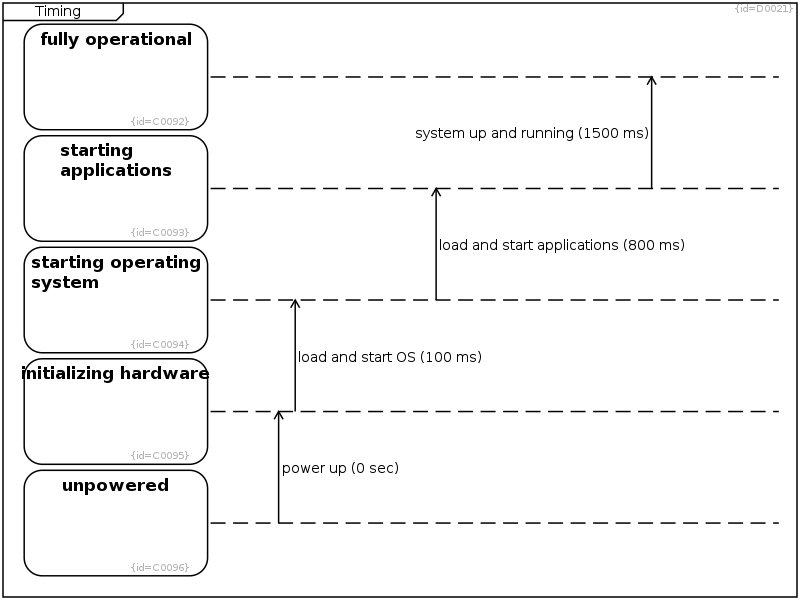 Timing
{id=D0021}
fully operational
{id=C0092}
system up and running (1500 ms)
starting
applications
{id=C0093}
load and start applications (800 ms)
starting operating
system
{id=C0094}
load and start OS (100 ms)
initializing hardware
{id=C0095}
power up (0 sec)
unpowered
{id=C0096}